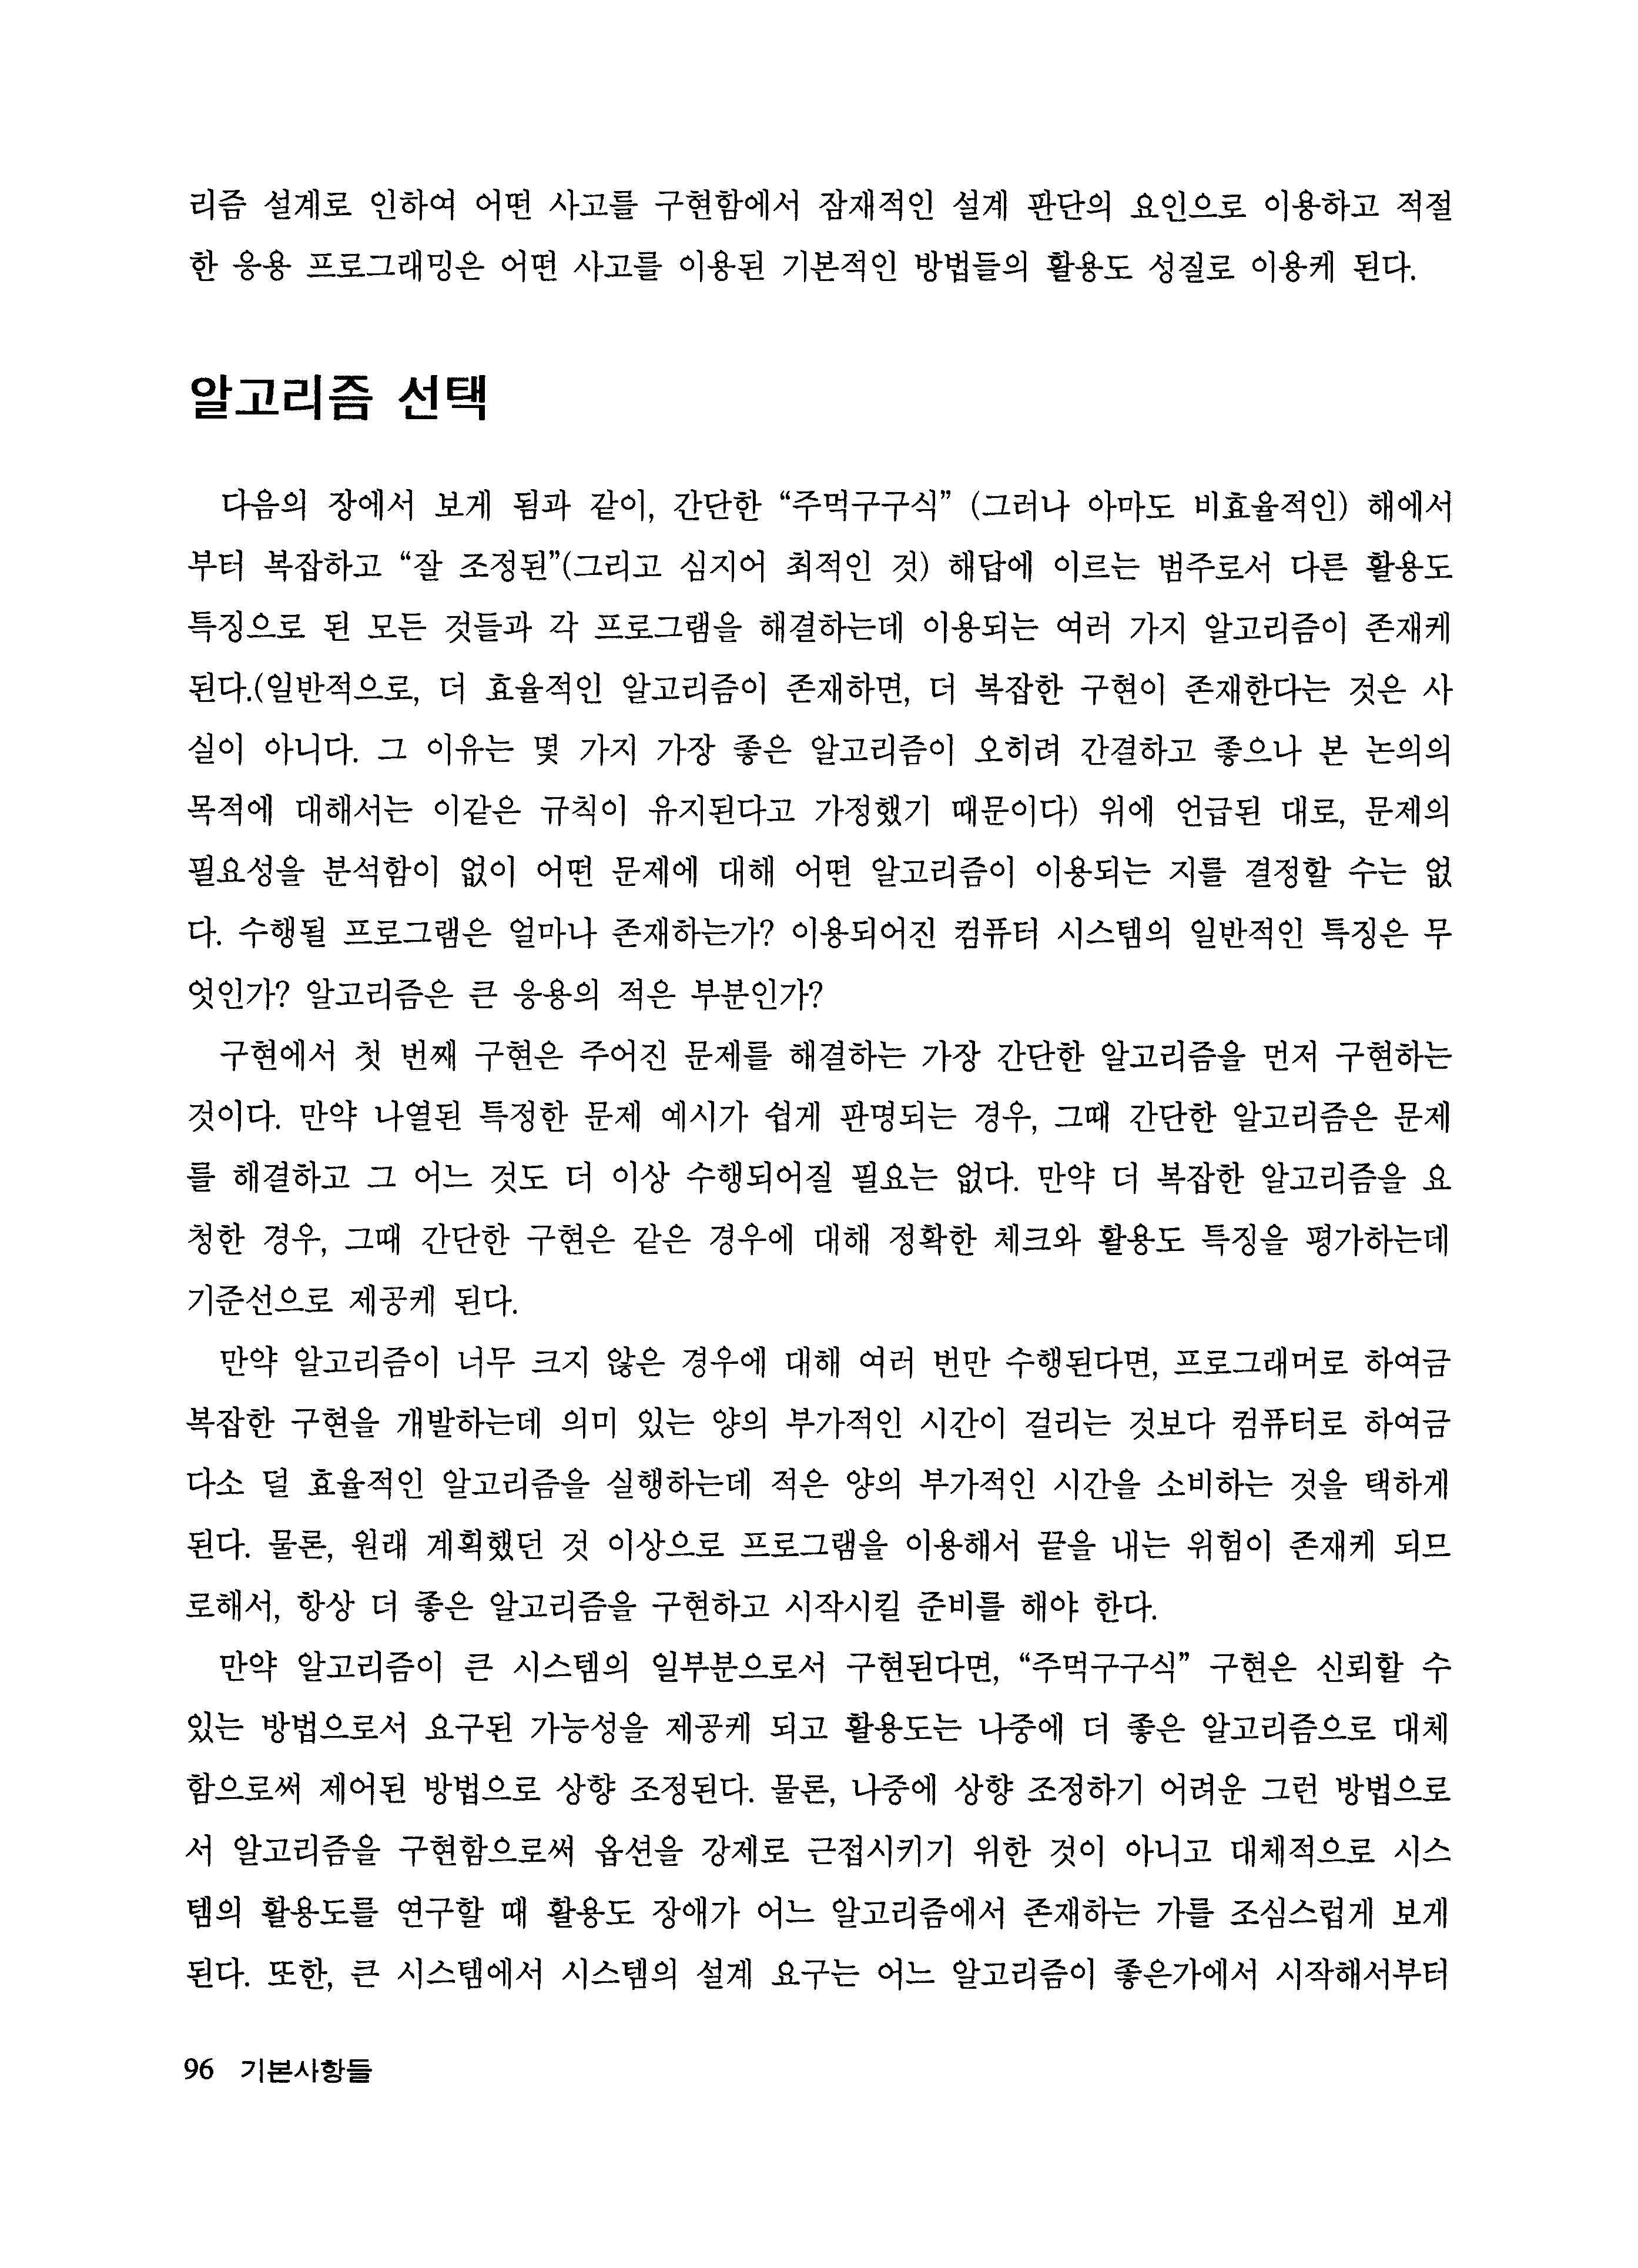 리즘 설계로 인하여 어떤 사고를 구현함에서 잠재적인 설계 판단의 요인으로 이용하고 적절
한 응용 프로그래밍은 어떤 사고를 이용된 기본적인 방법들의 활용도 성질로 이용케 된다.
알고리즘 선택
다음의 장에서 보게 됨과 같이, 간단한 “주먹구구식” (그러나 아마도 비효율적인) 해에서
부터 복잡하고 “잘 조정된”(그리고 심지어 최적인 것) 해답에 이르는 범주로서 다른 활용도
특징으로 된 모든 것들과 각 프로그램을 해결하는데 이용되는 여러 가지 알고리즘이 존재케
된다.(일반적으로, 더 효율적인 알고리즘이 존재하면, 더 복잡한 구현이 존재한다는 것은 사
실이 아니다. 그 이유는 몇 가지 가장 좋은 알고리즘이 오히려 간결하고 좋으나 본 논의의
목적에 대해서는 이같은 규칙이 유지된다고 가정했기 때문이다) 위에 언급된 대로, 문제의
필요성을 분석함이 없이 어떤 문제에 대해 어떤 알고리즘이 이용되는 지를 결정할 수는 없
다. 수행될 프로그램은 얼마나 존재하는가? 이용되어진 컴퓨터 시스템의 일반적인 특징은 무
엇인가? 알고리즘은 큰 응용의 적은 부분인가?
구현에서 첫 번째 구현은 주어진 문제를 해결하는 가장 간단한 알고리즘을 먼저 구현하는
것이다. 만약 나열된 특정한 문제 예시가 쉽게 판명되는 경우, 그때 간단한 알고리즘은 문제
를 해결하고 그 어느 것도 더 이상 수행되어질 필요는 없다. 만약 더 복잡한 알고리즘을 요
청한 경우, 그때 간단한 구현은 같은 경우에 대해 정확한 체크와 활용도 특징을 평가하는데
기준선으로 제공케 된다.
만약 알고리즘이 너무 크지 않은 경우에 대해 여러 번만 수행된다면, 프로그래머로 하여금
복잡한 구현을 개발하는데 의미 있는 양의 부가적인 시간이 걸리는 것보다 컴퓨터로 하여금
다소 덜 효율적인 알고리즘을 실행하는데 적은 양의 부가적인 시간을 소비하는 것을 택하게
된다. 물론, 원래 계획했던 것 이상으로 프로그램을 이용해서 끝을 내는 위험이 존재케 되므
로해서, 항상 더 좋은 알고리즘을 구현하고 시작시킬 준비를 해야 한다.
만약 알고리즘이 큰 시스템의 일부분으로서 구현된다면, “주먹구구식” 구현은 신뢰할 수
있는 방법으로서 요구된 가능성을 제공케 되고 활용도는 나중에 더 좋은 알고리즘으로 대체
함으로써 제어된 방법으로 상향 조정된다. 물론, 나중에 상향 조정하기 어려운 그런 방법으로
서 알고리즘을 구현함으로써 옵션을 강제로 근접시키기 위한 것이 아니고 대체적으로 시스
템의 활용도를 연구할 때 활용도 장애가 어느 알고리즘에서 존재하는 가를 조심스럽게 보게
된다. 또한, 큰 시스템에서 시스템의 설계 요구는 어느 알고리즘이 좋은가에서 시작해서부터
96 기본사항들